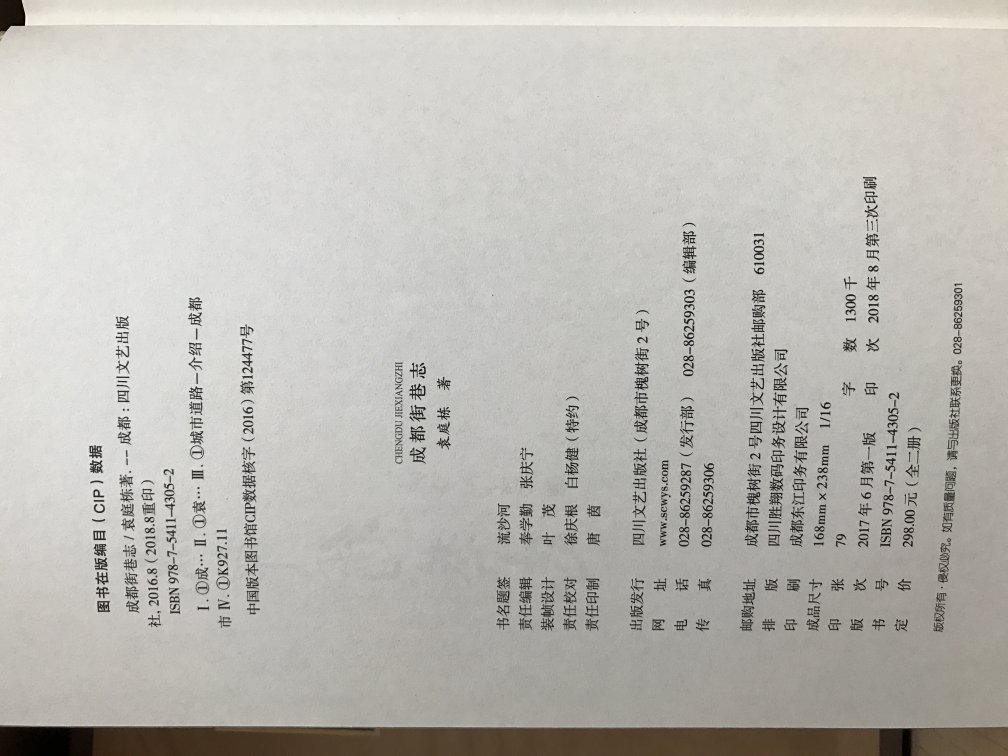 图书在版编目（CIP）数据
成都街巷志 / 袁庭栋著. -- 成都：四川文艺出版
社, 2016.8（2018.8重印）
ISBN 978-7-5411-4305-2
Ⅰ. ①成… Ⅱ. ①袁… Ⅲ. ①城市道路－介绍－成都
市 Ⅳ. ①K927.11
中国版本图书馆CIP数据核字（2016）第124477号
CHENGDU JIEXIANGZHI
成都街巷志
袁庭栋 著
书名题签 流沙河
责任编辑 奉学勤 张庆宁
装帧设计 叶 茂
责任校对 徐庆根 白杨健（特约）
责任印制 唐 茵
出版发行 四川文艺出版社（成都市槐树街 2 号）
网 址 www.scwys.com
电 话 028-86259287（发行部） 028-86259303（编辑部）
传 真 028-86259306
邮购地址 成都市槐树街 2 号四川文艺出版社邮购部 610031
排 版 四川胜翔数码印务设计有限公司
印 刷 成都东江印务有限公司
成品尺寸 168mm×238mm 1/16
印 张 79 字 数 1300 千
版 次 2017 年 6 月第一版 印 次 2018 年 8 月第三次印刷
书 号 ISBN 978-7-5411-4305-2
定 价 298.00 元（全二册）
版权所有·侵权必究。如有质量问题，请与出版社联系更换。028-86259301